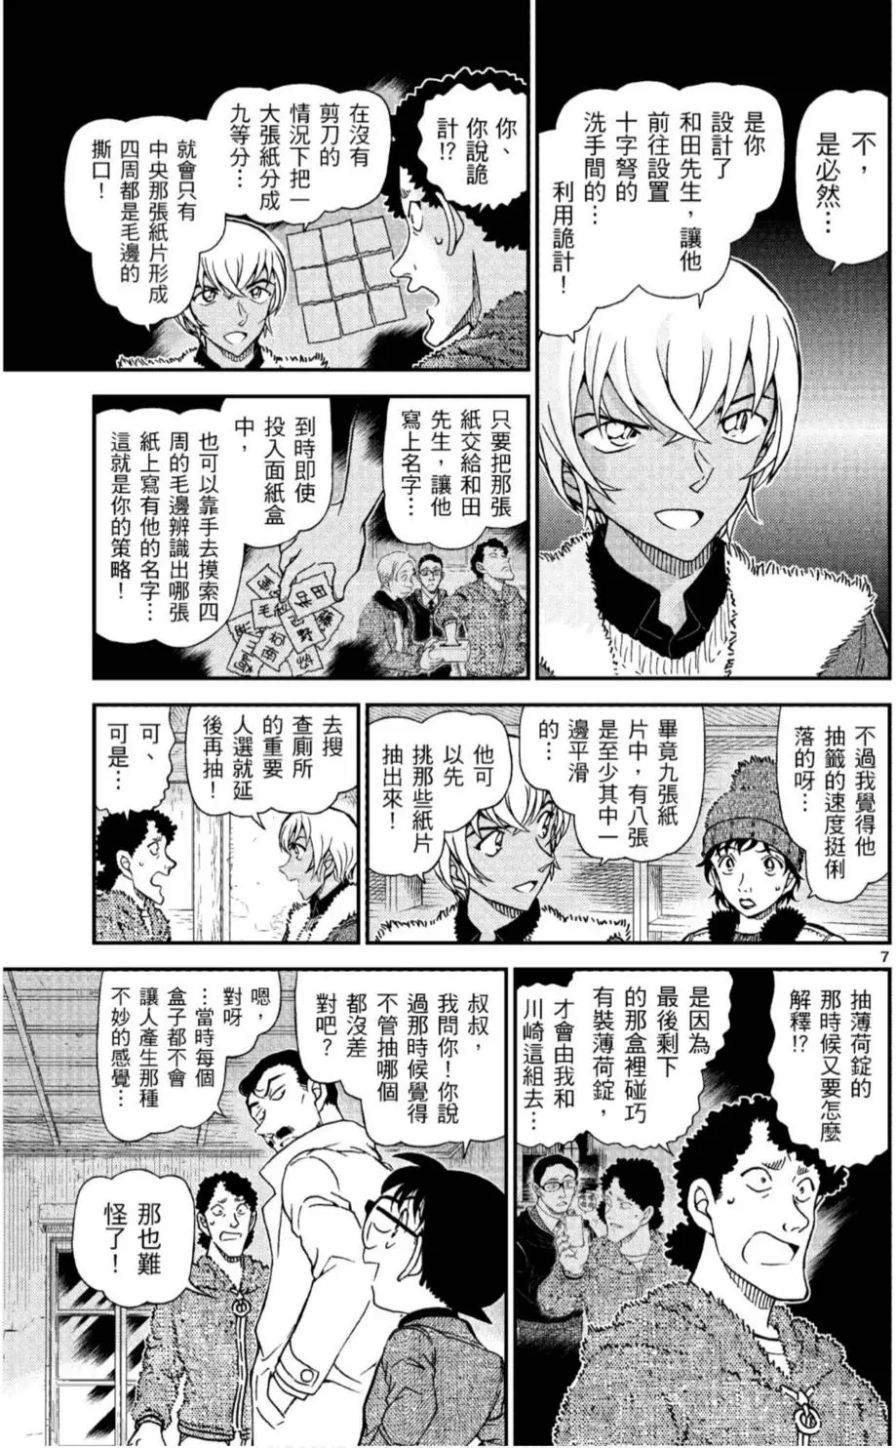 不，
是必然…
是你
設計了
和田先生，讓他
前往設置
十字弩的
洗手間的…
利用詭計！
你、
你說詭
計!?
在沒有
剪刀的
情況下把一
大張紙分成
九等分…
就會只有
中央那張紙片形成
四周都是毛邊的
撕口！
只要把那張
紙交給和田
先生，讓他
寫上名字…
到時即使
投入面紙盒
中，
也可以靠手去摸索四
周的毛邊辨識出哪張
紙上寫有他的名字…
這就是你的策略！
毛
柯南
野
田
不過我覺得他
抽籤的速度挺俐
落的呀…
畢竟九張紙
片中，有八張
是至少其中一
邊平滑
的…
他可
以先
挑那些紙片
抽出來！
去搜
查廁所
的重要
人選就延
後再抽！
可、
可是…
7
抽薄荷錠的
那時候又要怎麼
解釋!?
是因為
最後剩下
的那盒裡碰巧
有裝薄荷錠，
才會由我和
川崎這組去…
叔叔，
我問你！你說
過那時候覺得
不管抽哪個
都沒差
對吧？
嗯，
對呀
…當時每個
盒子都不會
讓人產生那種
不妙的感覺…
那也難
怪了！